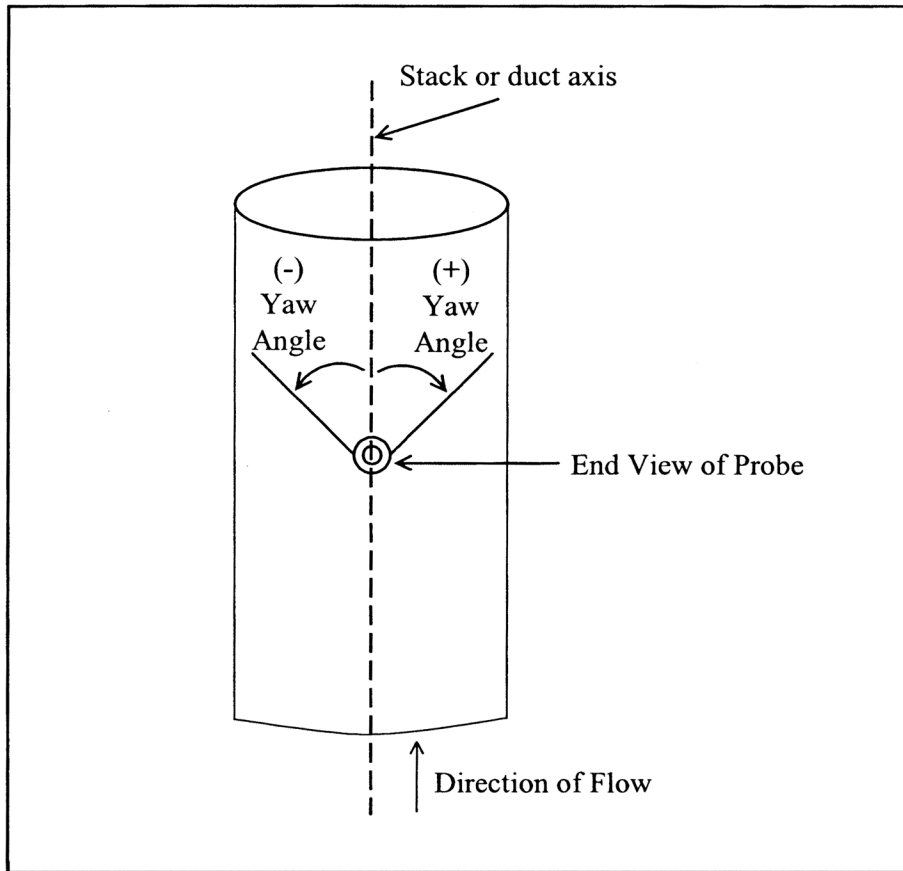 Stack or duct axis
(-)
Yaw
Angle
(+)
Yaw
Angle
End View of Probe
Direction of Flow